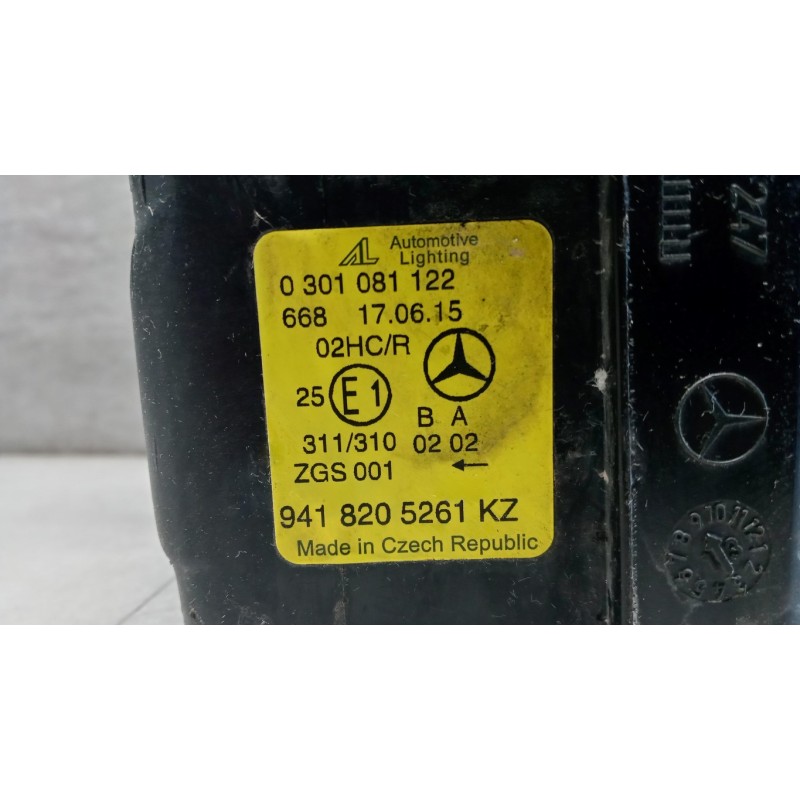 AL Automotive
Lighting
0 301 081 122
668 17.06.15
02HC/R
25 E1
B A
311/310 02 02
ZGS 001 ←
941 820 5261 KZ
Made in Czech Republic